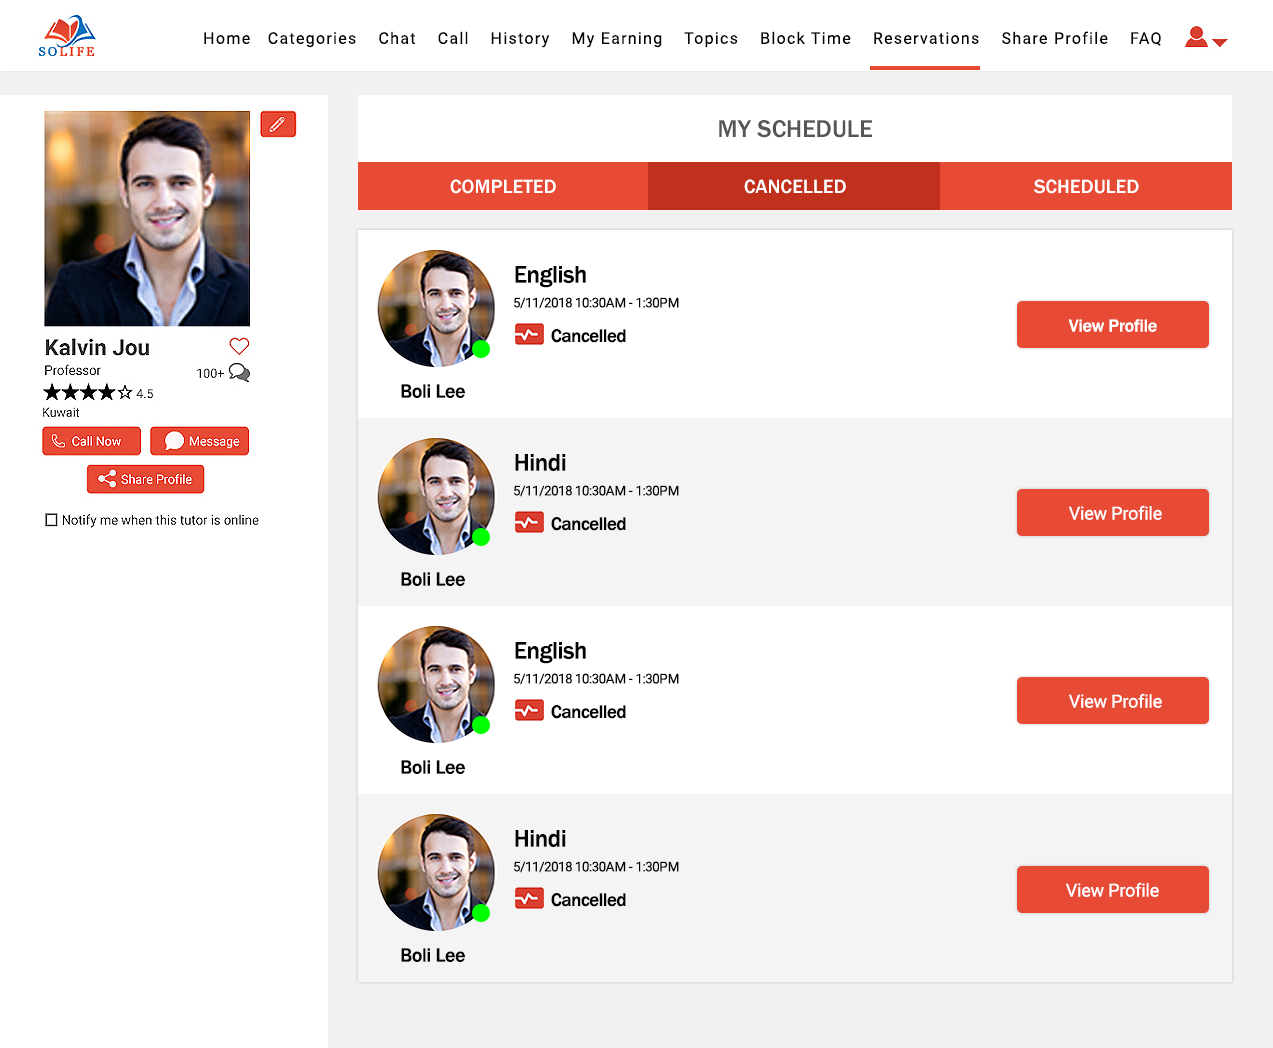 SOLIFE
Home Categories Chat Call History My Earning Topics Block Time Reservations Share Profile FAQ
Kalvin Jou
Professor
100+
4.5
Kuwait
Call Now
Message
Share Profile
Notify me when this tutor is online
MY SCHEDULE
COMPLETED CANCELLED SCHEDULED
English
5/11/2018 10:30AM - 1:30PM
Cancelled
View Profile
Boli Lee
Hindi
5/11/2018 10:30AM - 1:30PM
Cancelled
View Profile
Boli Lee
English
5/11/2018 10:30AM - 1:30PM
Cancelled
View Profile
Boli Lee
Hindi
5/11/2018 10:30AM - 1:30PM
Cancelled
View Profile
Boli Lee